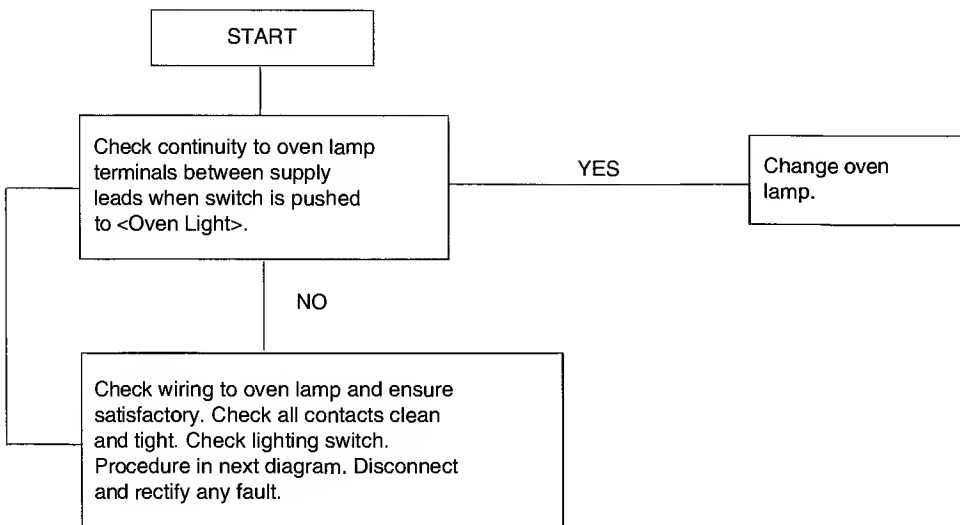 START
Check continuity to oven lamp
terminals between supply
leads when switch is pushed
to <Oven Light>.
YES
Change oven
lamp.
NO
Check wiring to oven lamp and ensure
satisfactory. Check all contacts clean
and tight. Check lighting switch.
Procedure in next diagram. Disconnect
and rectify any fault.